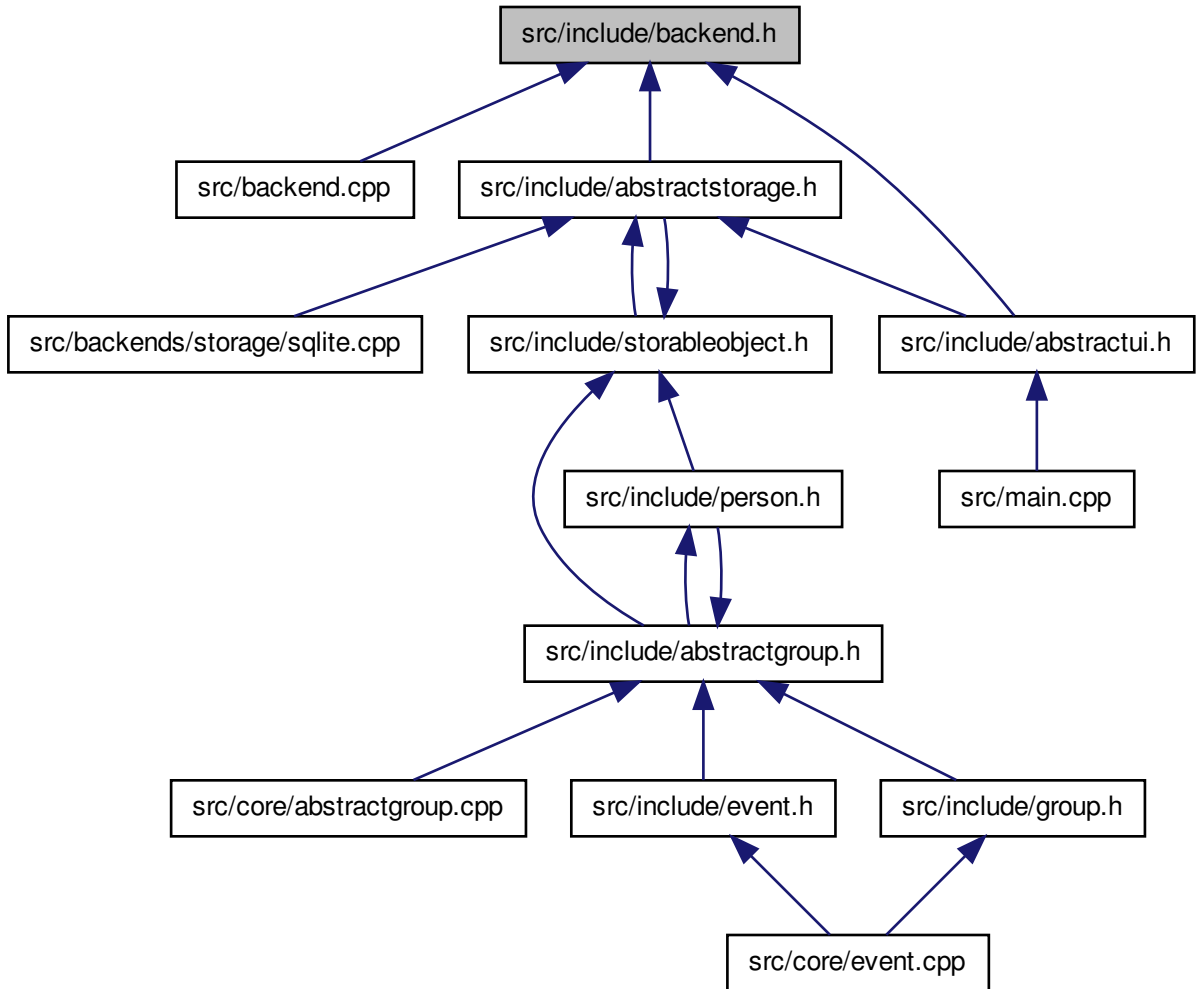 src/include/backend.h
src/backend.cpp
src/include/abstractstorage.h
src/backends/storage/sqlite.cpp
src/include/storableobject.h
src/include/abstractui.h
src/include/person.h
src/main.cpp
src/include/abstractgroup.h
src/core/abstractgroup.cpp
src/include/event.h
src/include/group.h
src/core/event.cpp